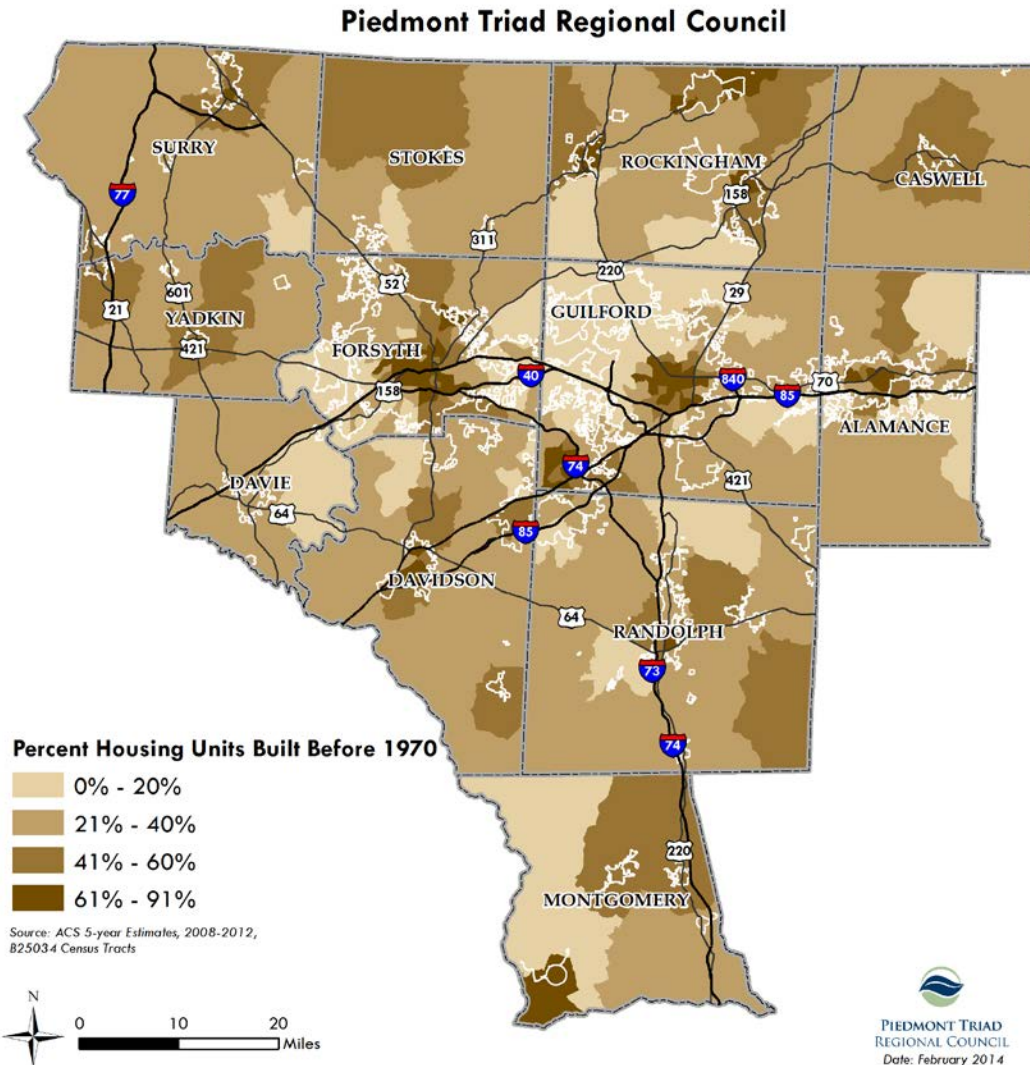 Piedmont Triad Regional Council
SURRY
STOKES
ROCKINGHAM
CASWELL
77
158
311
220
52
29
601
21
YADKIN
421
GUILFORD
FORSYTH
40
158
840
85
70
ALAMANCE
74
DAVIE
64
421
85
DAVIDSON
64
RANDOLPH
73
74
220
MONTGOMERY
Percent Housing Units Built Before 1970
0% - 20%
21% - 40%
41% - 60%
61% - 91%
Source: ACS 5-year Estimates, 2008-2012,
B25034 Census Tracts
N
0 10 20
Miles
PIEDMONT TRIAD
REGIONAL COUNCIL
Date: February 2014